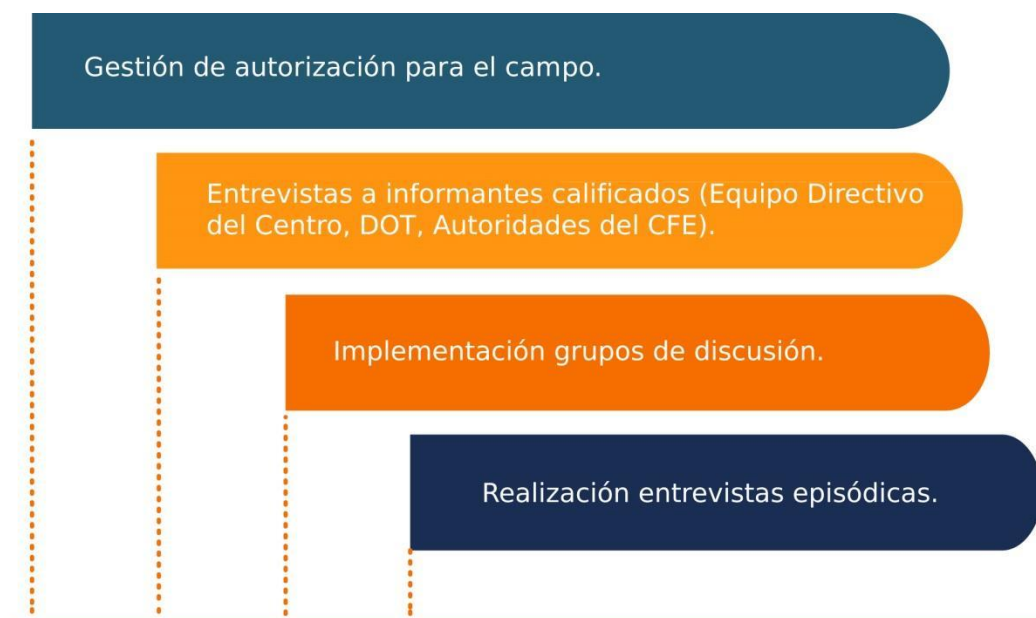 Gestión de autorización para el campo.
Entrevistas a informantes calificados (Equipo Directivo
del Centro, DOT, Autoridades del CFE).
Implementación grupos de discusión.
Realización entrevistas episódicas.